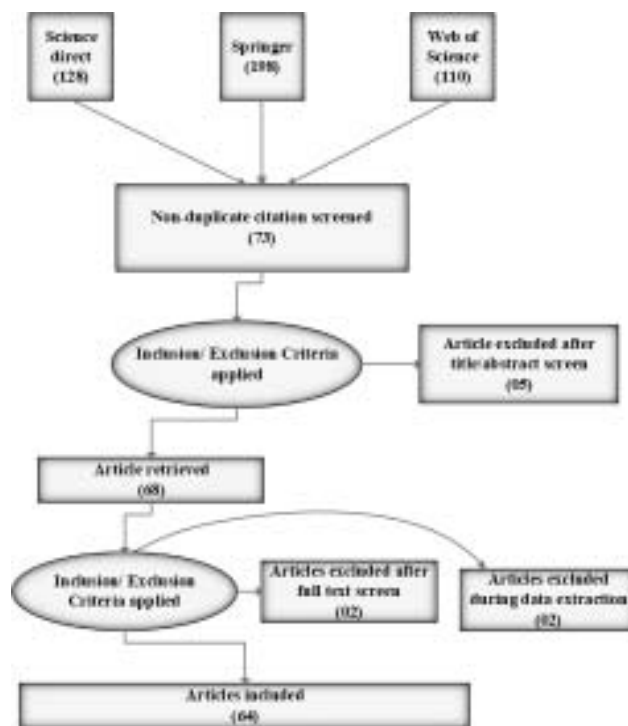 Science
direct
(128)
Springer
(198)
Web of
Science
(110)
Non-duplicate citation screened
(73)
Inclusion/ Exclusion Criteria
applied
Article excluded after
title/abstract screen
(05)
Article retrieved
(68)
Inclusion/ Exclusion
Criteria applied
Articles excluded after
full text screen
(02)
Articles excluded
during data extraction
(02)
Articles included
(64)